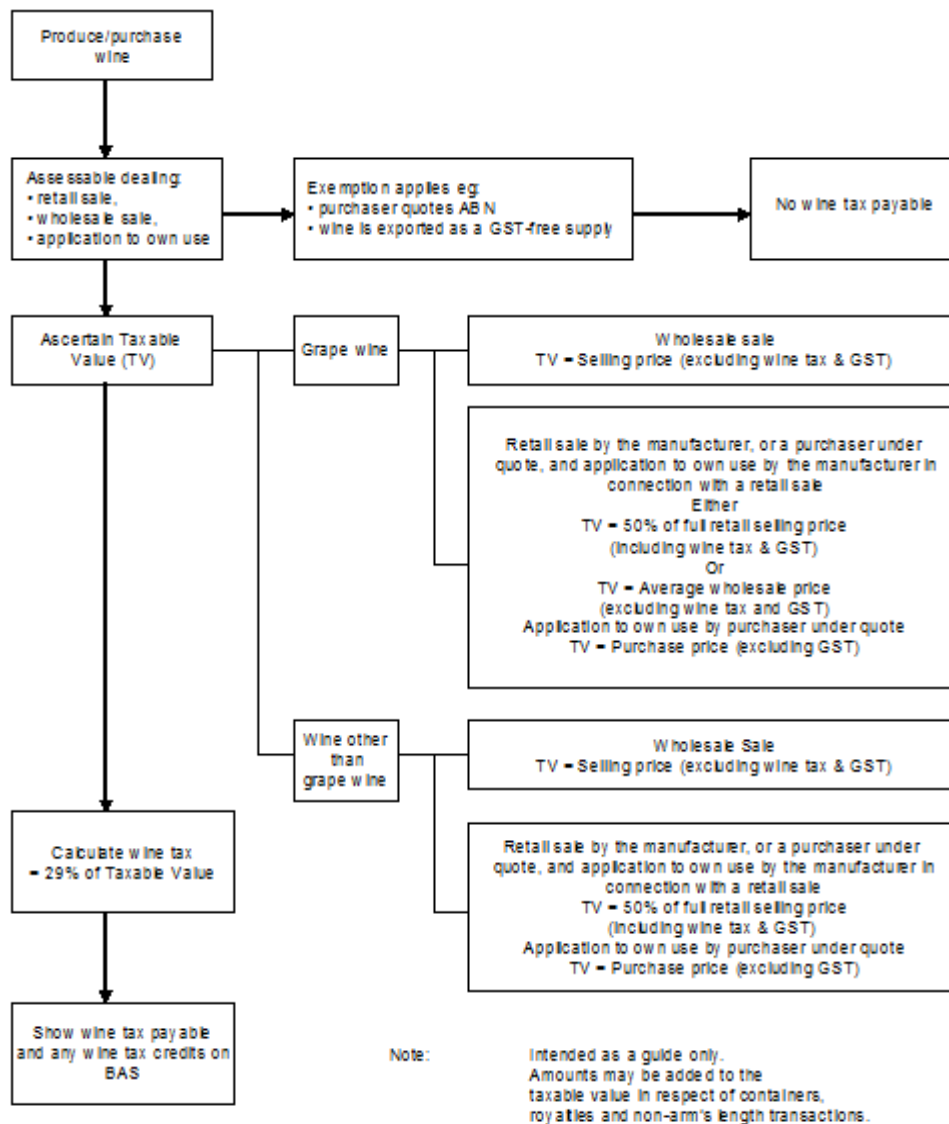 Produce/purchase
wine
Assessable dealing:
• retail sale,
• wholesale sale,
• application to own use
Exemption applies eg:
• purchaser quotes ABN
• wine is exported as a GST-free supply
No wine tax payable
Ascertain Taxable
Value (TV)
Grape wine
Wholesale sale
TV = Selling price (excluding wine tax & GST)
Retail sale by the manufacturer, or a purchaser under
quote, and application to own use by the manufacturer in
connection with a retail sale
Either
TV = 50% of full retail selling price
(including wine tax & GST)
Or
TV = Average wholesale price
(excluding wine tax and GST)
Application to own use by purchaser under quote
TV = Purchase price (excluding GST)
Wine other
than
grape wine
Wholesale Sale
TV = Selling price (excluding wine tax & GST)
Retail sale by the manufacturer, or a purchaser under
quote, and application to own use by the manufacturer in
connection with a retail sale
TV = 50% of full retail selling price
(including wine tax & GST)
Application to own use by purchaser under quote
TV = Purchase price (excluding GST)
Calculate wine tax
= 29% of Taxable Value
Show wine tax payable
and any wine tax credits on
BAS
Note: Intended as a guide only.
Amounts may be added to the
taxable value in respect of containers,
royalties and non-arm's length transactions.